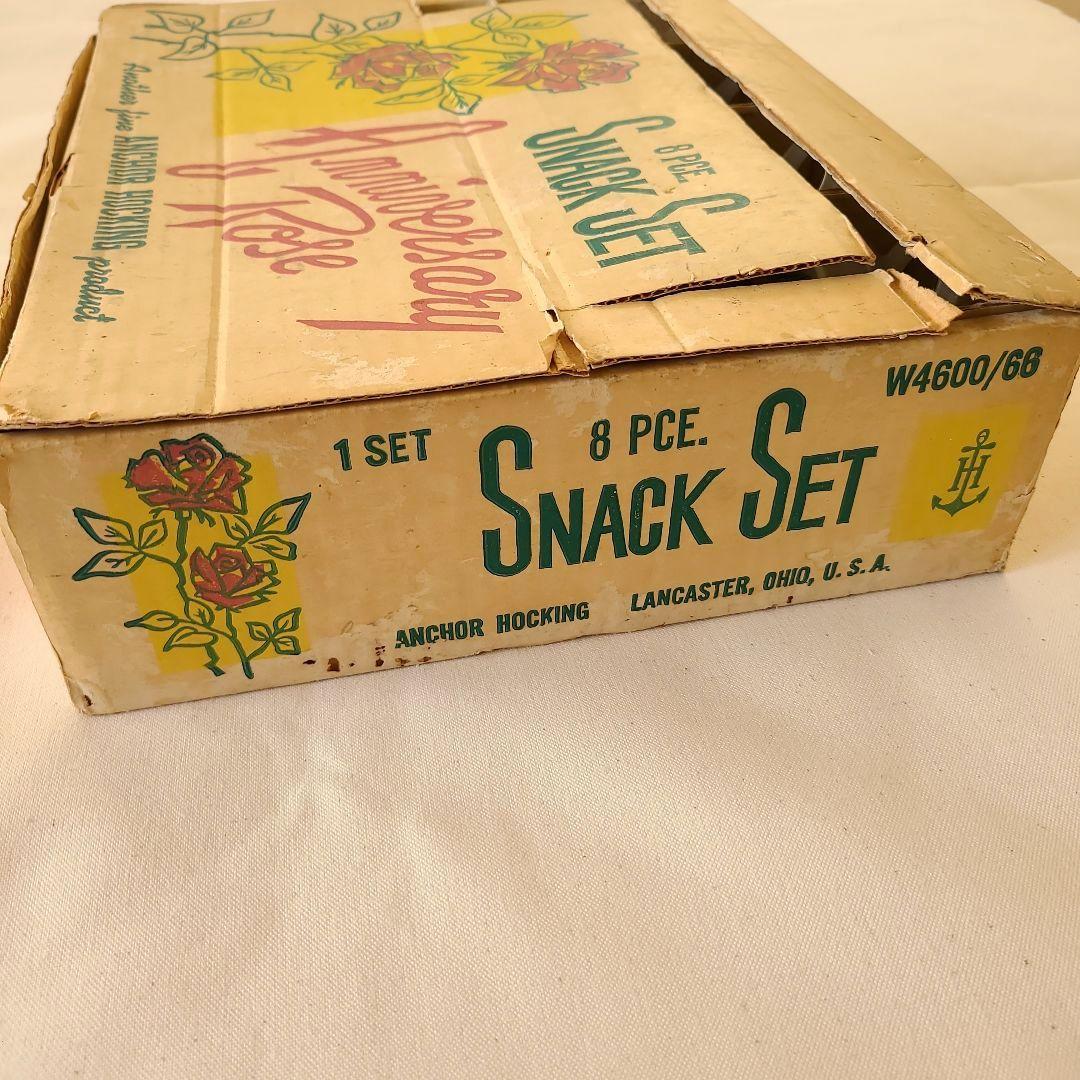 Anniversary
Rose
Another fine ANCHOR HOCKING product
8 PCE.
SNACK SET
1 SET
8 PCE.
SNACK SET
W4600/66
H
ANCHOR HOCKING
LANCASTER, OHIO, U.S.A.